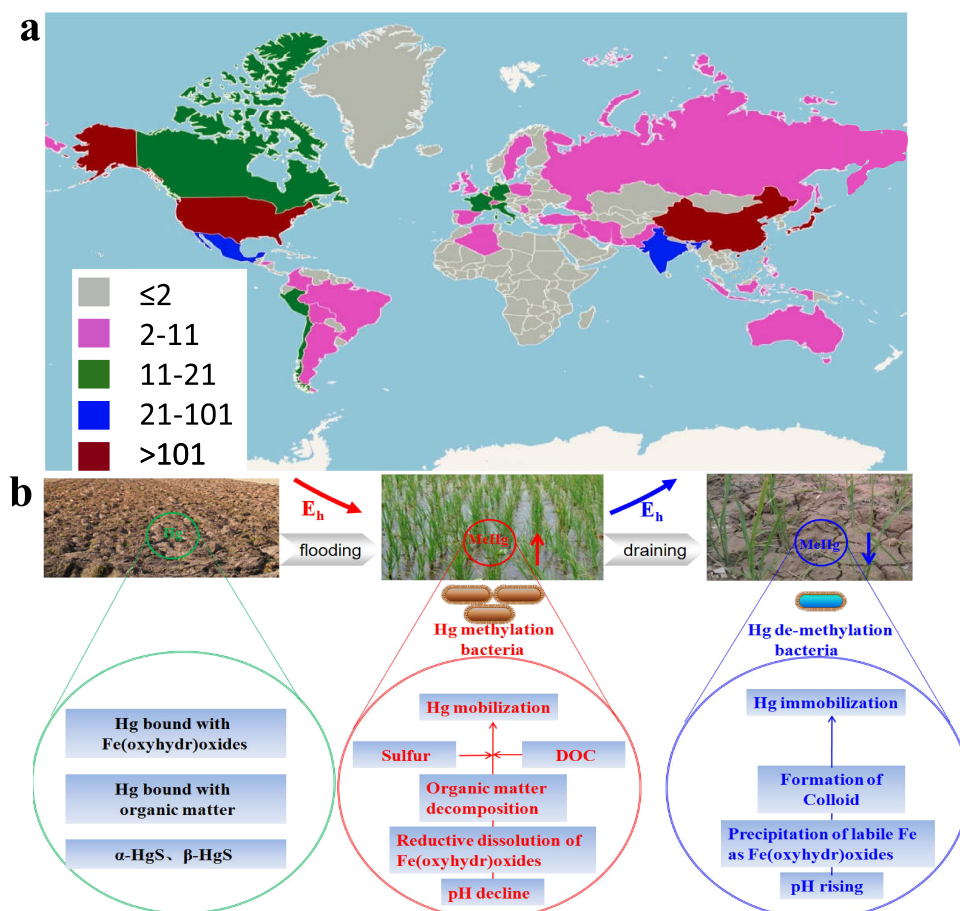 a
≤2
2-11
11-21
21-101
>101
b
Hg
E_h
flooding
MeHg
E_h
draining
MeHg
Hg methylation
bacteria
Hg de-methylation
bacteria
Hg bound with
Fe(oxyhydr)oxides
Hg bound with
organic matter
α-HgS、β-HgS
Hg mobilization
Sulfur
DOC
Organic matter
decomposition
Reductive dissolution of
Fe(oxyhydr)oxides
pH decline
Hg immobilization
Formation of
Colloid
Precipitation of labile Fe
as Fe(oxyhydr)oxides
pH rising